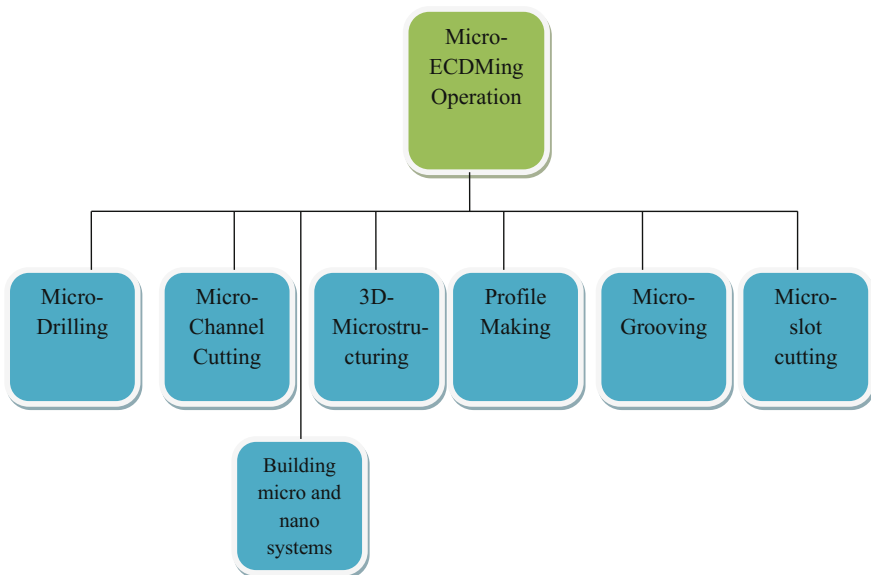 Micro-
ECDMing
Operation
Micro-
Drilling
Micro-
Channel
Cutting
3D-
Microstru-
cturing
Profile
Making
Micro-
Grooving
Micro-
slot
cutting
Building
micro and
nano
systems